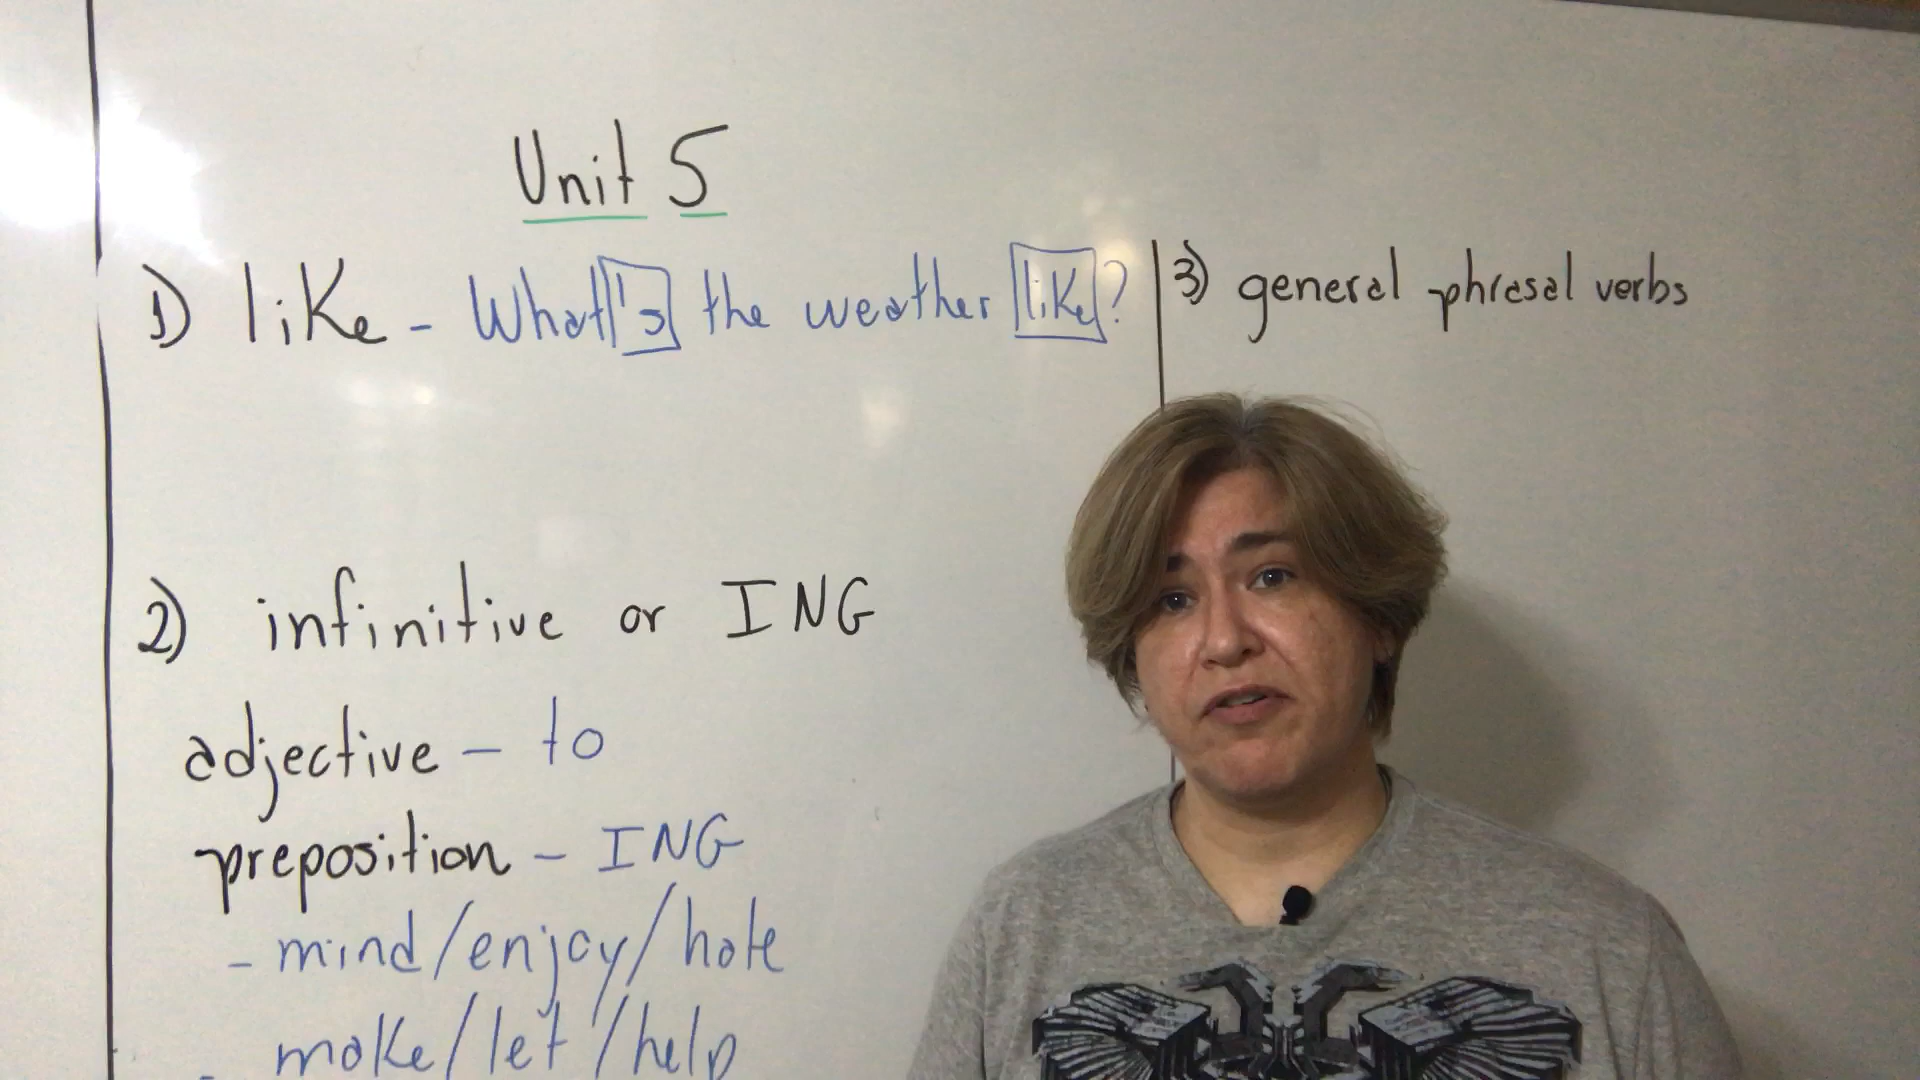 Unit 5
1) like - What's the weather like?
2) infinitive or ING
adjective - to
preposition - ING
- mind/enjoy/hate
- make/let/help
3) general phrasal verbs